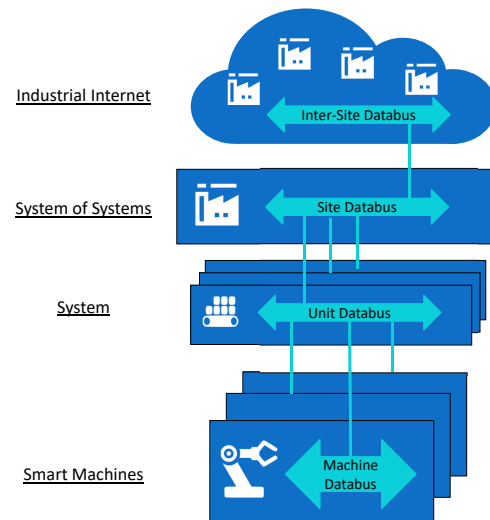 Industrial Internet
Inter-Site Databus
System of Systems
Site Databus
System
Unit Databus
Smart Machines
Machine
Databus